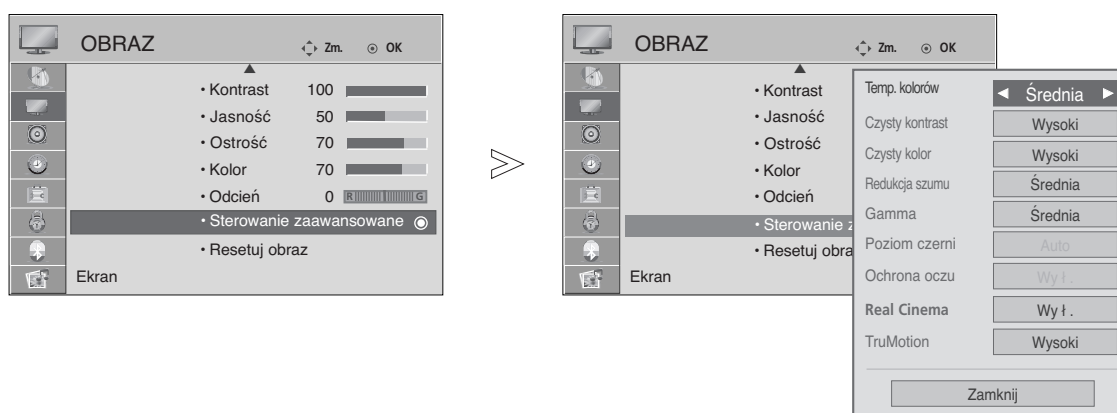 OBRAZ Zm. OK
• Kontrast 100
• Jasność 50
• Ostrość 70
• Kolor 70
• Odcień 0 R G
• Sterowanie zaawansowane
• Resetuj obraz
Ekran
OBRAZ Zm. OK
• Kontrast
• Jasność
• Ostrość
• Kolor
• Odcień
• Sterowanie z
• Resetuj obra
Ekran
Temp. kolorów ◄ Średnia ►
Czysty kontrast Wysoki
Czysty kolor Wysoki
Redukcja szumu Średnia
Gamma Średnia
Poziom czerni Auto
Ochrona oczu Wył.
Real Cinema Wył.
TruMotion Wysoki
Zamknij